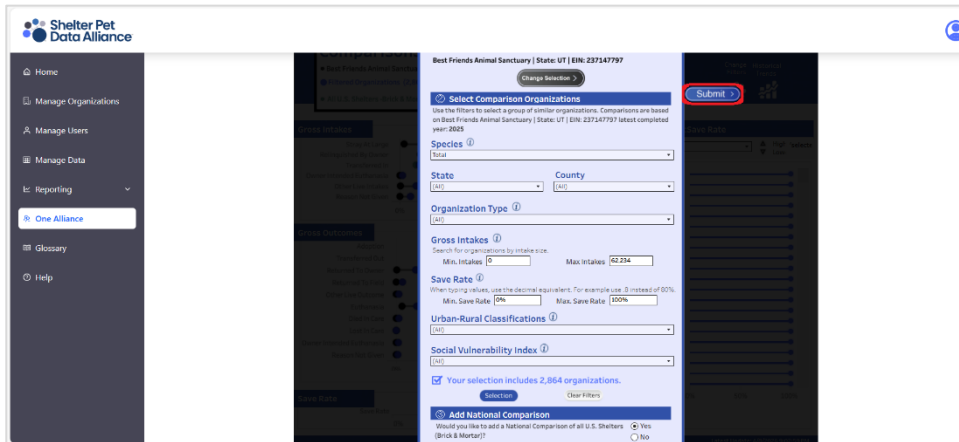 Shelter Pet
Data Alliance
Home
Manage Organizations
Manage Users
Manage Data
Reporting
One Alliance
Glossary
Help
Best Friends Animal Sanctuary | State: UT | EIN: 237147797
Change Selection >
Submit >
Select Comparison Organizations
Use the filters to select a group of similar organizations. Comparisons are based
on Best Friends Animal Sanctuary | State: UT | EIN: 237147797 latest completed
year: 2025
Species
Total
State County
(All) (All)
Organization Type
(All)
Gross Intakes
Search for organizations by intake size.
Min. Intakes 0 Max Intakes 62,234
Save Rate
When typing values, use the decimal equivalent. For example use .8 instead of 80%.
Min. Save Rate 0% Max. Save Rate 100%
Urban-Rural Classifications
(All)
Social Vulnerability Index
(All)
Your selection includes 2,864 organizations.
Selection Clear Filters
Add National Comparison
Would you like to add a National Comparison of all U.S. Shelters Yes
(Brick & Mortar)? No
Gross Intakes
Gross Outcomes
Save Rate
Save Rate